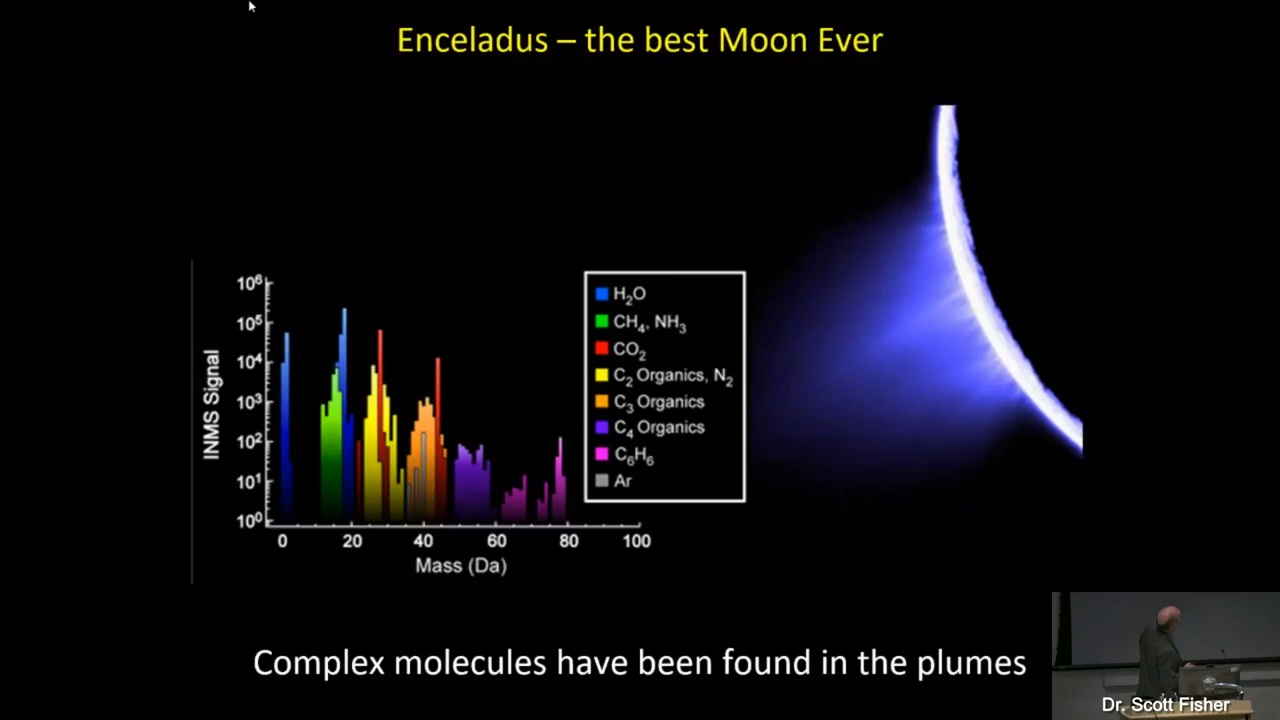 Enceladus – the best Moon Ever
10⁶
10⁵
10⁴
10³
10²
10¹
10⁰
INMS Signal
0 20 40 60 80 100
Mass (Da)
H₂O
CH₄, NH₃
CO₂
C₂ Organics, N₂
C₃ Organics
C₄ Organics
C₆H₆
Ar
Complex molecules have been found in the plumes
Dr. Scott Fisher